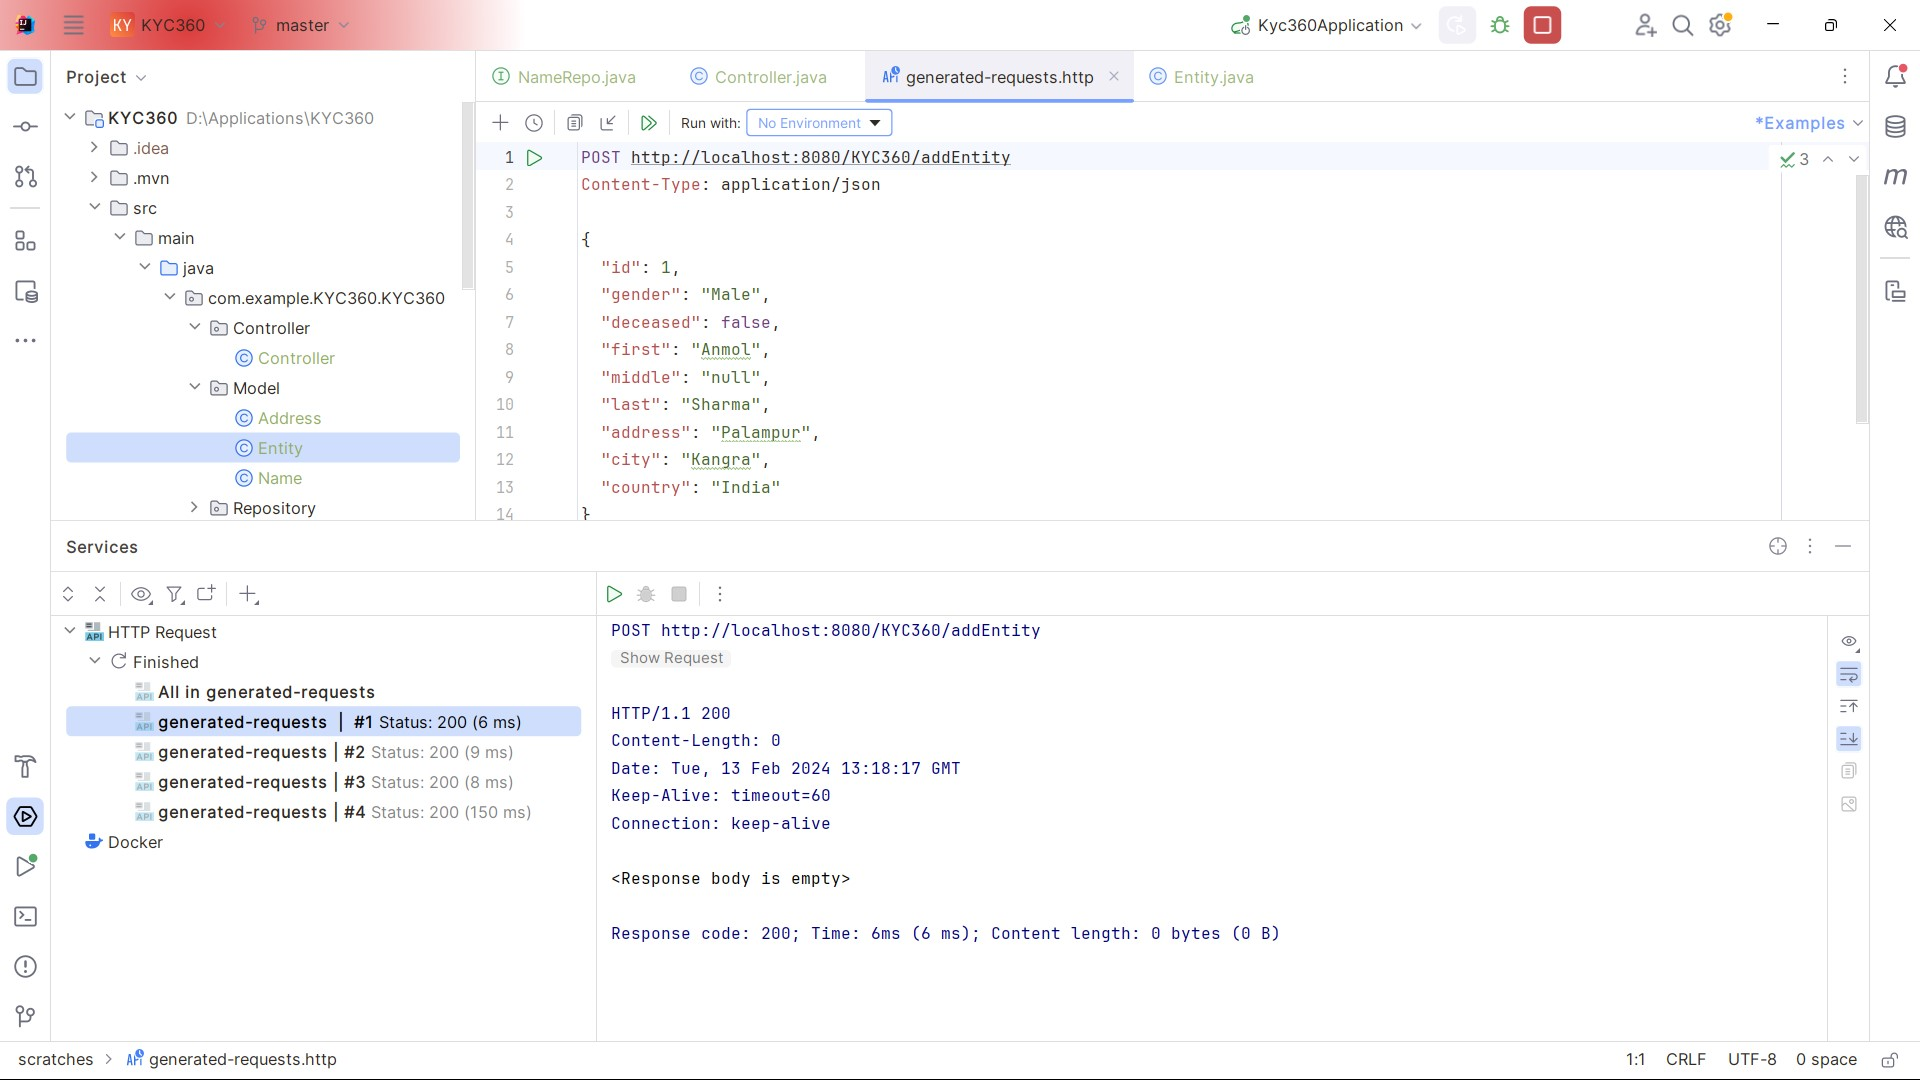 KY KYC360 master Kyc360Application
Project
NameRepo.java Controller.java generated-requests.http Entity.java
Run with: No Environment *Examples
KYC360 D:\Applications\KYC360
.idea
.mvn
src
main
java
com.example.KYC360.KYC360
Controller
Controller
Model
Address
Entity
Name
Repository
3
1 POST http://localhost:8080/KYC360/addEntity
2 Content-Type: application/json
3
4 {
5 "id": 1,
6 "gender": "Male",
7 "deceased": false,
8 "first": "Anmol",
9 "middle": "null",
10 "last": "Sharma",
11 "address": "Palampur",
12 "city": "Kangra",
13 "country": "India"
14 }
m
Services
HTTP Request
Finished
All in generated-requests
generated-requests | #1 Status: 200 (6 ms)
generated-requests | #2 Status: 200 (9 ms)
generated-requests | #3 Status: 200 (8 ms)
generated-requests | #4 Status: 200 (150 ms)
Docker
POST http://localhost:8080/KYC360/addEntity
Show Request
HTTP/1.1 200
Content-Length: 0
Date: Tue, 13 Feb 2024 13:18:17 GMT
Keep-Alive: timeout=60
Connection: keep-alive
<Response body is empty>
Response code: 200; Time: 6ms (6 ms); Content length: 0 bytes (0 B)
scratches > generated-requests.http
1:1 CRLF UTF-8 0 space